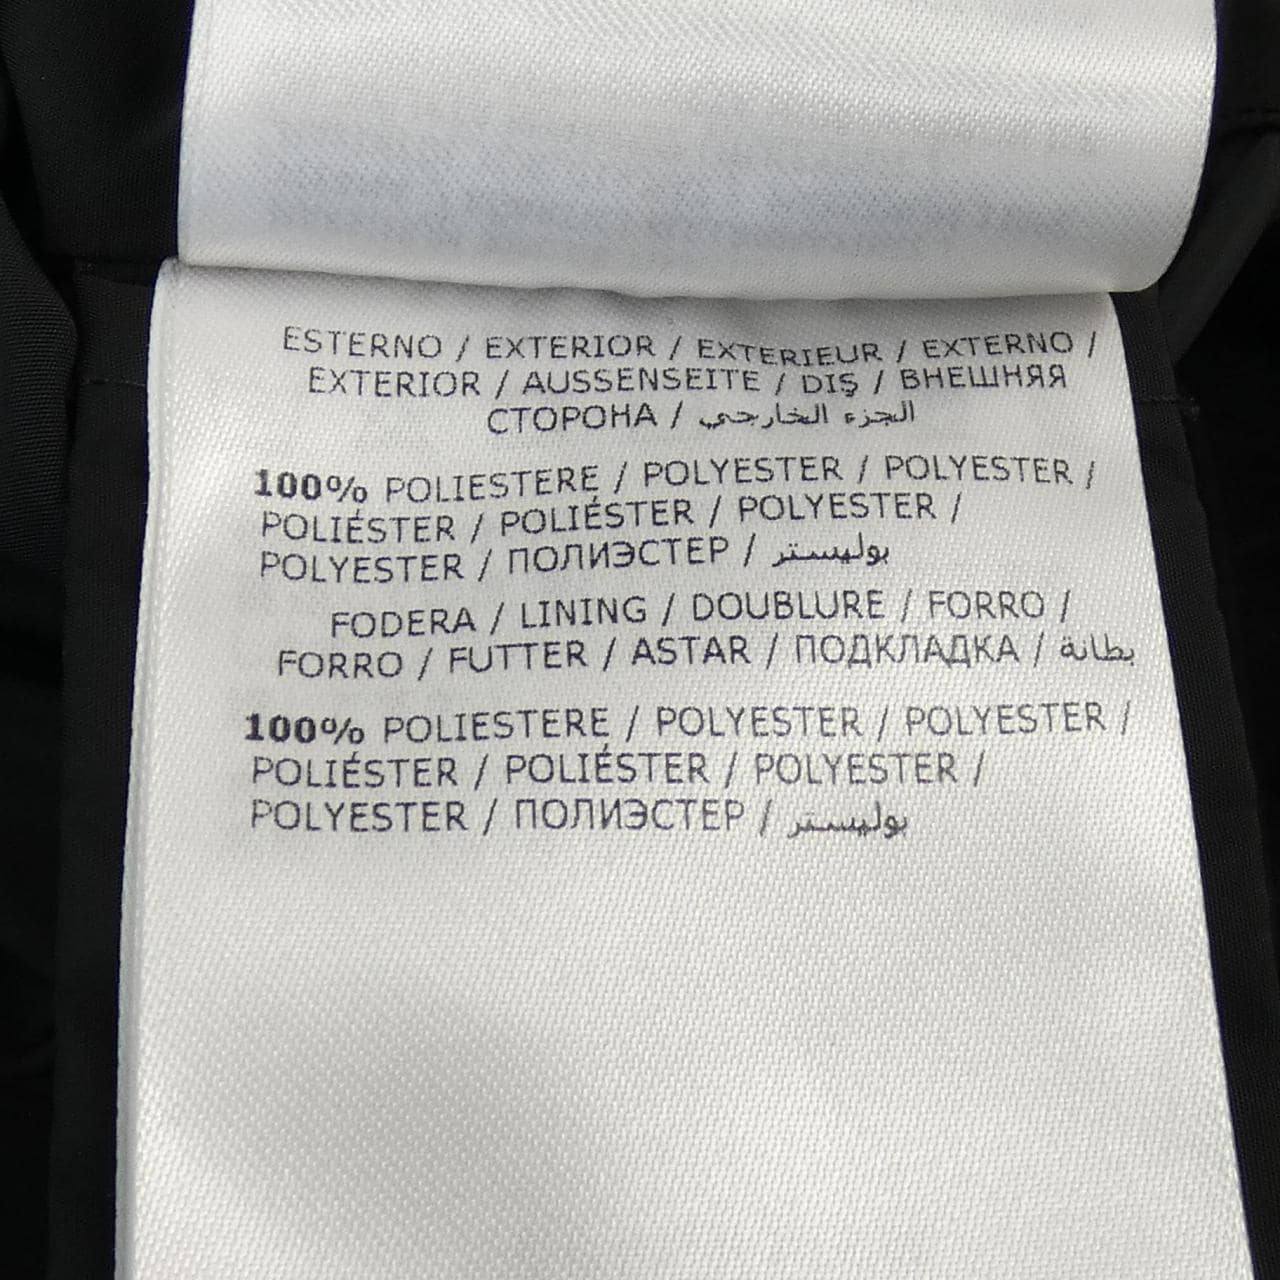 ESTERNO / EXTERIOR / EXTERIEUR / EXTERNO /
EXTERIOR / AUSSENSEITE / DIŞ / ВНЕШНЯЯ
СТОРОНА / الجزء الخارجي
100% POLIESTERE / POLYESTER / POLYESTER /
POLIÉSTER / POLIÉSTER / POLYESTER /
POLYESTER / ПОЛИЭСТЕР / بوليستر
FODERA / LINING / DOUBLURE / FORRO /
FORRO / FUTTER / ASTAR / ПОДКЛАДКА / بطانة
100% POLIESTERE / POLYESTER / POLYESTER /
POLIÉSTER / POLIÉSTER / POLYESTER /
POLYESTER / ПОЛИЭСТЕР / بوليستر